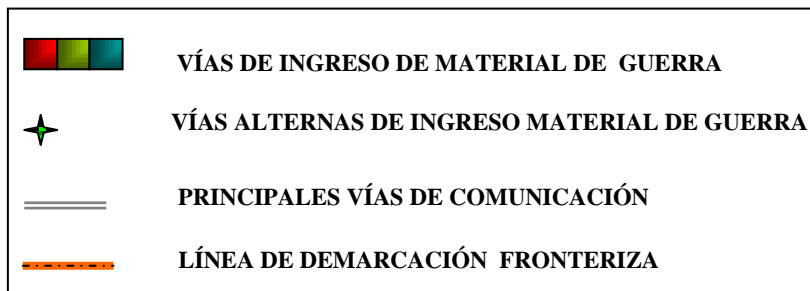 VÍAS DE INGRESO DE MATERIAL DE GUERRA
VÍAS ALTERNAS DE INGRESO MATERIAL DE GUERRA
PRINCIPALES VÍAS DE COMUNICACIÓN
LÍNEA DE DEMARCACIÓN FRONTERIZA